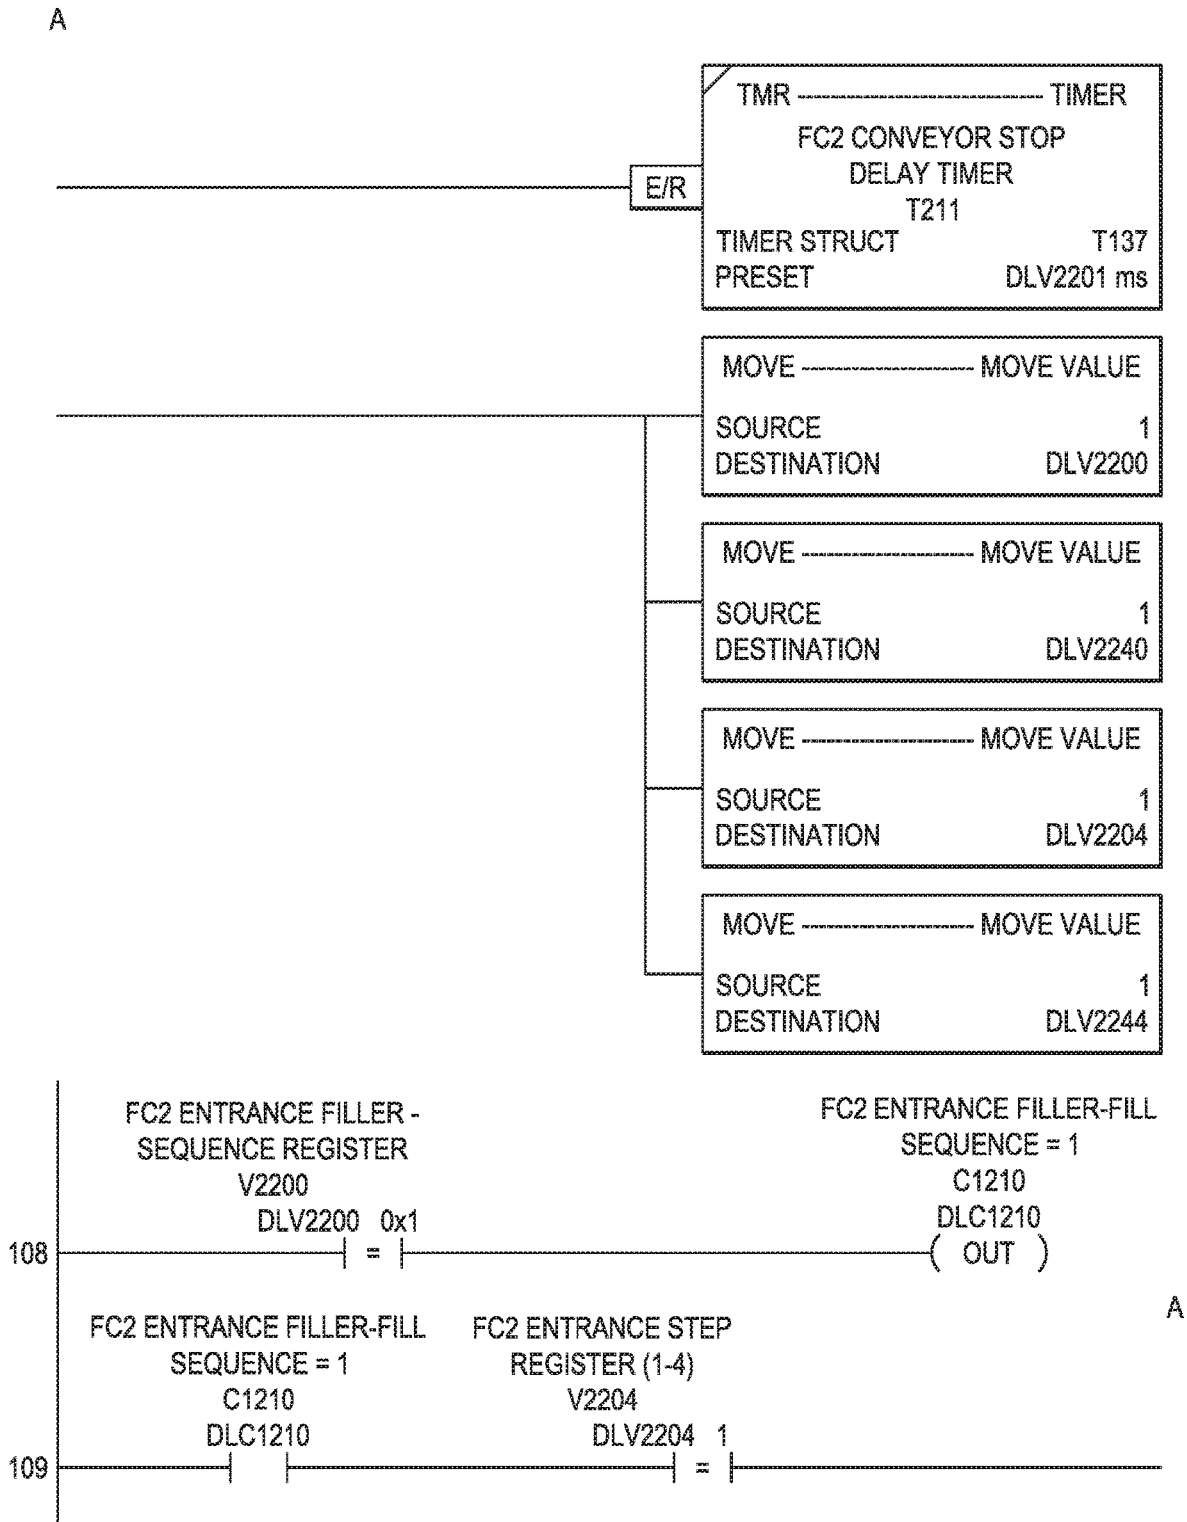 A
TMR ---------- TIMER
FC2 CONVEYOR STOP
DELAY TIMER
E/R
T211
TIMER STRUCT T137
PRESET DLV2201 ms
MOVE ---------- MOVE VALUE
SOURCE 1
DESTINATION DLV2200
MOVE ---------- MOVE VALUE
SOURCE 1
DESTINATION DLV2240
MOVE ---------- MOVE VALUE
SOURCE 1
DESTINATION DLV2204
MOVE ---------- MOVE VALUE
SOURCE 1
DESTINATION DLV2244
FC2 ENTRANCE FILLER -
SEQUENCE REGISTER
V2200
DLV2200 0x1
=
FC2 ENTRANCE FILLER-FILL
SEQUENCE = 1
C1210
DLC1210
( OUT )
108
A
FC2 ENTRANCE FILLER-FILL
SEQUENCE = 1
C1210
DLC1210
FC2 ENTRANCE STEP
REGISTER (1-4)
V2204
DLV2204 1
=
109